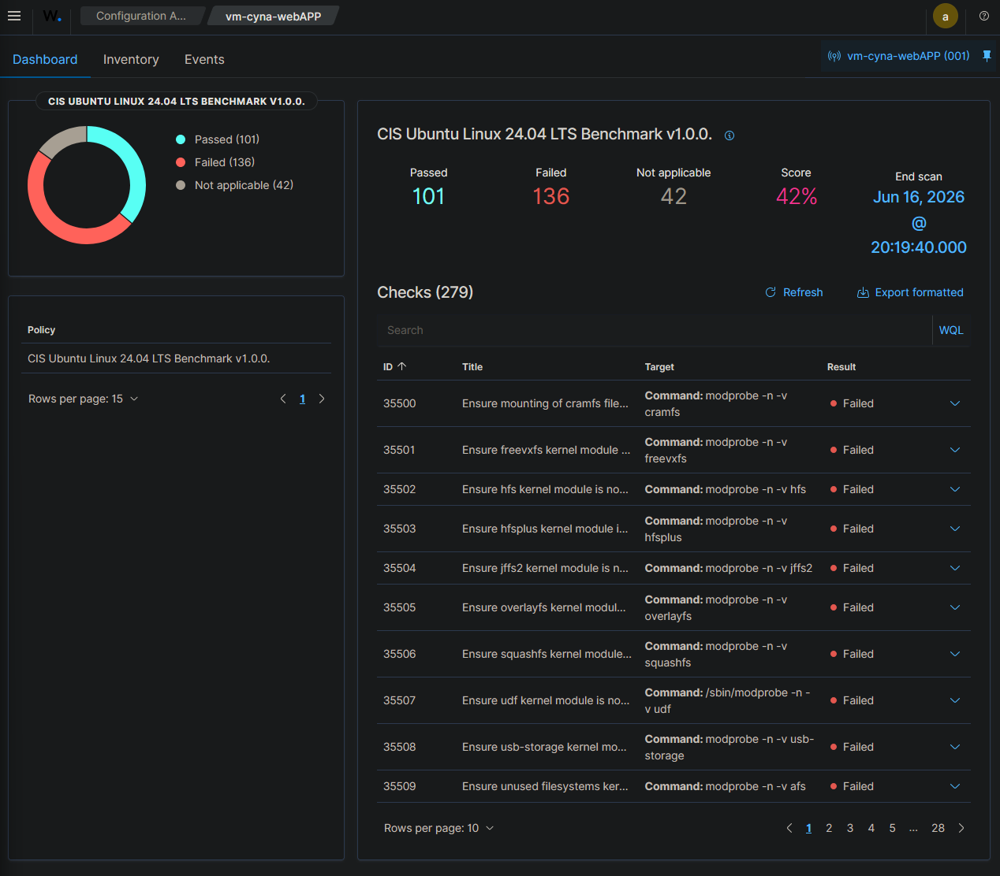 W.
Configuration A...
vm-cyna-webAPP
a
Dashboard
Inventory
Events
vm-cyna-webAPP (001)
CIS UBUNTU LINUX 24.04 LTS BENCHMARK V1.0.0.
Passed (101)
Failed (136)
Not applicable (42)
Policy
CIS Ubuntu Linux 24.04 LTS Benchmark v1.0.0.
Rows per page: 15
1
CIS Ubuntu Linux 24.04 LTS Benchmark v1.0.0.
Passed
101
Failed
136
Not applicable
42
Score
42%
End scan
Jun 16, 2026
@
20:19:40.000
Checks (279)
Refresh
Export formatted
Search
WQL
ID Title Target Result
35500 Ensure mounting of cramfs file... Command: modprobe -n -v Failed
cramfs
35501 Ensure freevxfs kernel module ... Command: modprobe -n -v Failed
freevxfs
35502 Ensure hfs kernel module is no... Command: modprobe -n -v hfs Failed
35503 Ensure hfsplus kernel module i... Command: modprobe -n -v Failed
hfsplus
35504 Ensure jffs2 kernel module is n... Command: modprobe -n -v jffs2 Failed
35505 Ensure overlayfs kernel modul... Command: modprobe -n -v Failed
overlayfs
35506 Ensure squashfs kernel module... Command: modprobe -n -v Failed
squashfs
35507 Ensure udf kernel module is no... Command: /sbin/modprobe -n - Failed
v udf
35508 Ensure usb-storage kernel mo... Command: modprobe -n -v usb- Failed
storage
35509 Ensure unused filesystems ker... Command: modprobe -n -v afs Failed
Rows per page: 10
1 2 3 4 5 ... 28